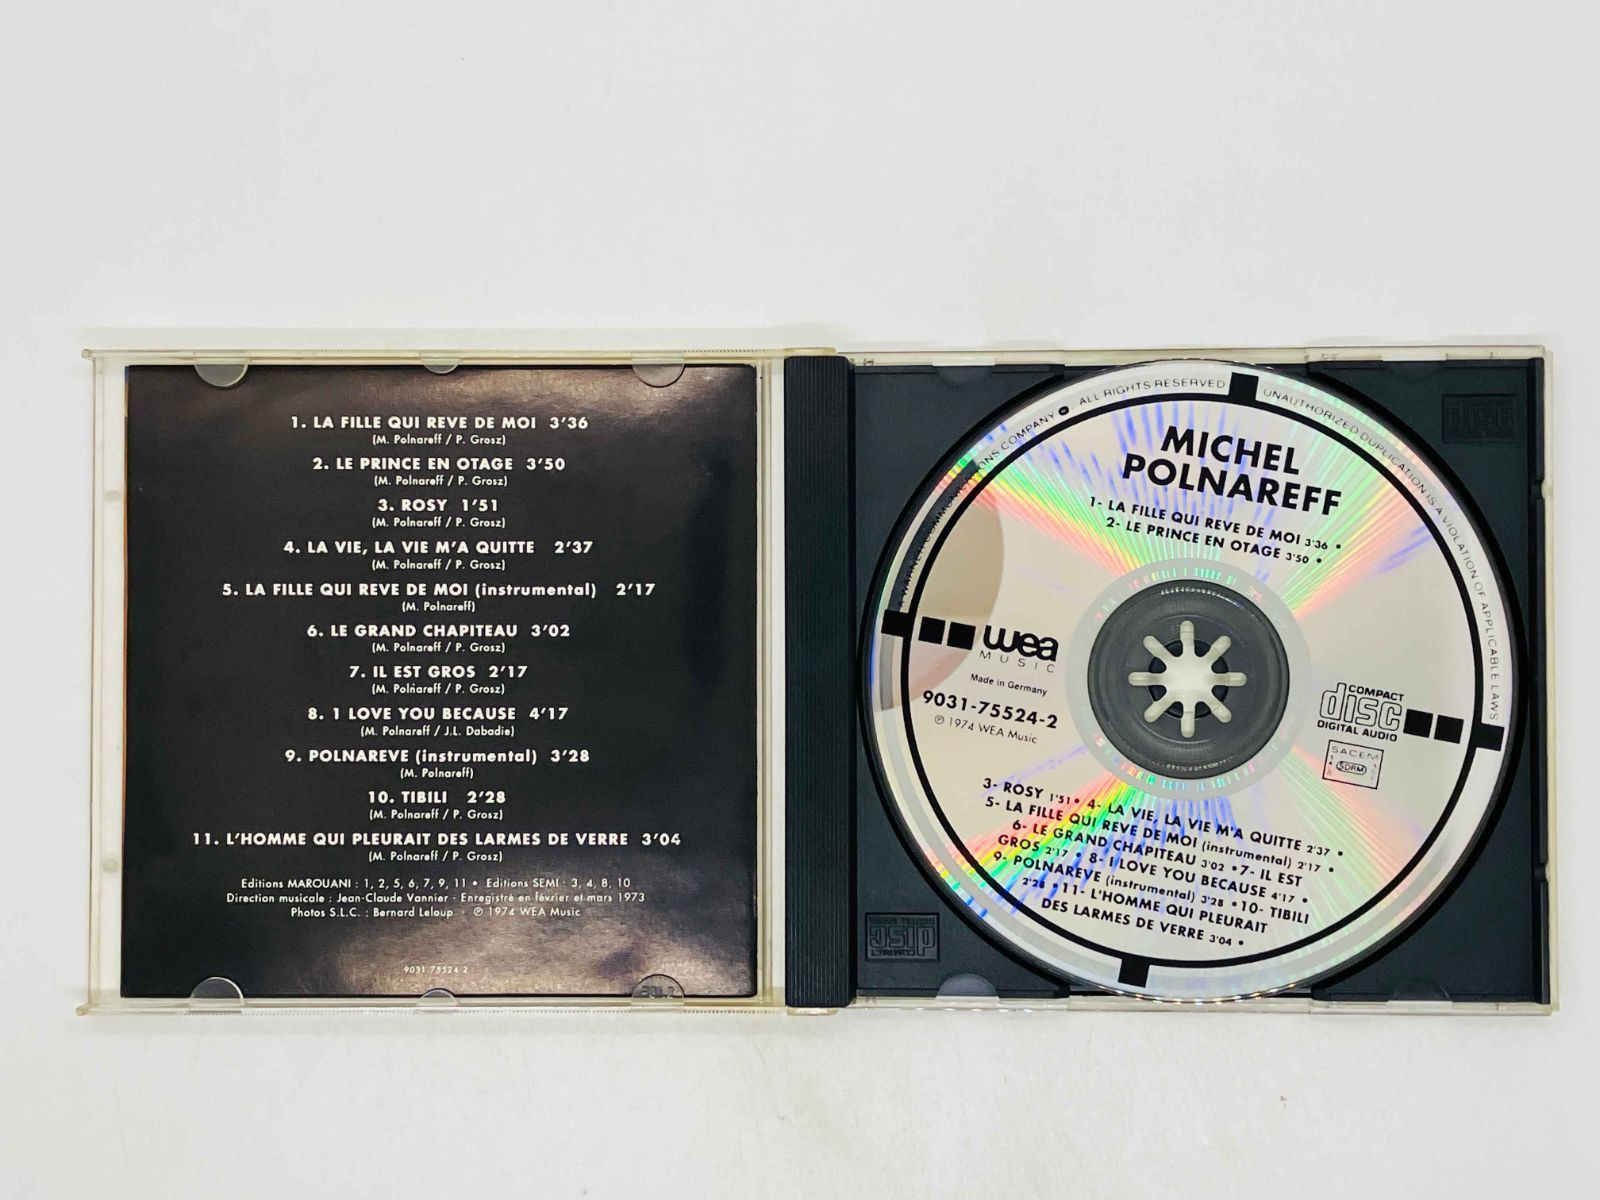 1. LA FILLE QUI REVE DE MOI 3'36
(M. Polnareff / P. Grosz)
2. LE PRINCE EN OTAGE 3'50
(M. Polnareff / P. Grosz)
3. ROSY 1'51
(M. Polnareff / P. Grosz)
4. LA VIE, LA VIE M'A QUITTE 2'37
(M. Polnareff / P. Grosz)
5. LA FILLE QUI REVE DE MOI (instrumental) 2'17
(M. Polnareff)
6. LE GRAND CHAPITEAU 3'02
(M. Polnareff / P. Grosz)
7. IL EST GROS 2'17
(M. Polnareff / P. Grosz)
8. I LOVE YOU BECAUSE 4'17
(M. Polnareff / J.L. Dabadie)
9. POLNAREVE (instrumental) 3'28
(M. Polnareff)
10. TIBILI 2'28
(M. Polnareff / P. Grosz)
11. L'HOMME QUI PLEURAIT DES LARMES DE VERRE 3'04
(M. Polnareff / P. Grosz)
Editions MAROUANI : 1, 2, 5, 6, 7, 9, 11 • Editions SEMI : 3, 4, 8, 10
Direction musicale : Jean-Claude Vannier - Enregistré en février et mars 1973
Photos S.L.C. : Bernard Leloup - ℗ 1974 WEA Music
9031 75524 2
A WARNER COMMUNICATIONS COMPANY • ALL RIGHTS RESERVED
UNAUTHORIZED DUPLICATION IS A VIOLATION OF APPLICABLE LAWS
MICHEL
POLNAREFF
1- LA FILLE QUI REVE DE MOI 3'36 •
2- LE PRINCE EN OTAGE 3'50 •
wea
MUSIC
Made in Germany
9031-75524-2
℗ 1974 WEA Music
COMPACT
disc
DIGITAL AUDIO
SACEM
SDRM
3- ROSY 1'51 • 4- LA VIE, LA VIE M'A QUITTE 2'37 •
5- LA FILLE QUI REVE DE MOI (instrumental) 2'17 •
6- LE GRAND CHAPITEAU 3'02 • 7- IL EST
GROS 2'17 • 8- I LOVE YOU BECAUSE 4'17 •
9- POLNAREVE (instrumental) 3'28 • 10- TIBILI
2'28 • 11- L'HOMME QUI PLEURAIT
DES LARMES DE VERRE 3'04 •
COMPACT
disc